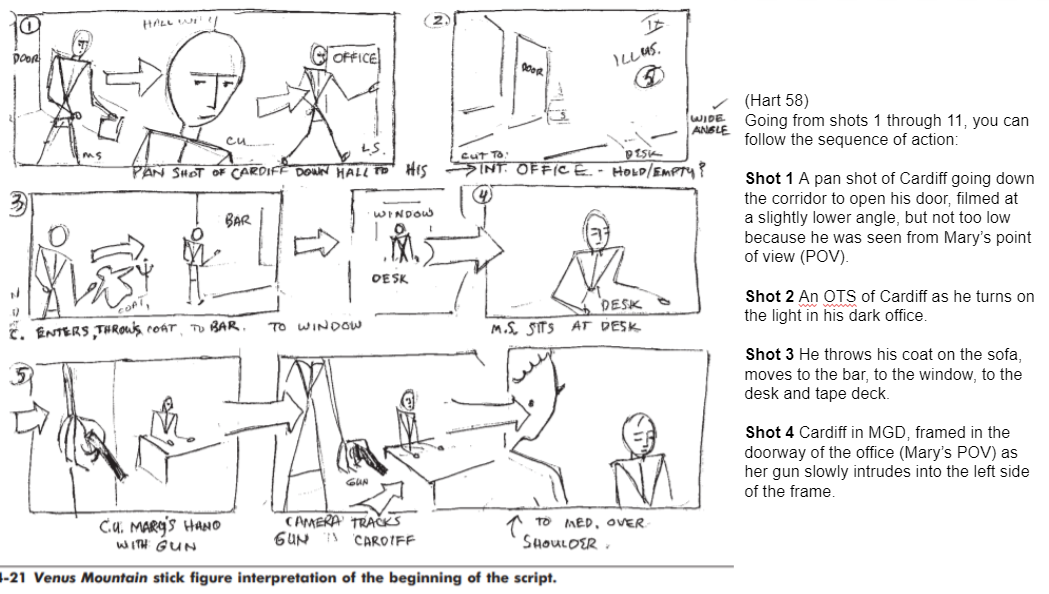 1
HALL
DOOR
OFFICE
MS
CU
L.S.
PAN SHOT OF CARDIFF DOWN HALL TO HIS
2.
ILLUS.
5
DOOR
WIDE
ANGLE
CUT TO:
DESK
INT. OFFICE - HOLD/EMPTY?
3
BAR
COAT
WINDOW
DESK
C. ENTERS, THROWS COAT, TO BAR. TO WINDOW
4
DESK
M.S. SITS AT DESK
5
C.U. MARY'S HAND
WITH GUN
GUN
CAMERA TRACKS
GUN CARDIFF
TO MED. OVER
SHOULDER.
4-21 Venus Mountain stick figure interpretation of the beginning of the script.
(Hart 58)
Going from shots 1 through 11, you can
follow the sequence of action:
Shot 1 A pan shot of Cardiff going down
the corridor to open his door, filmed at
a slightly lower angle, but not too low
because he was seen from Mary's point
of view (POV).
Shot 2 An OTS of Cardiff as he turns on
the light in his dark office.
Shot 3 He throws his coat on the sofa,
moves to the bar, to the window, to the
desk and tape deck.
Shot 4 Cardiff in MGD, framed in the
doorway of the office (Mary's POV) as
her gun slowly intrudes into the left side
of the frame.